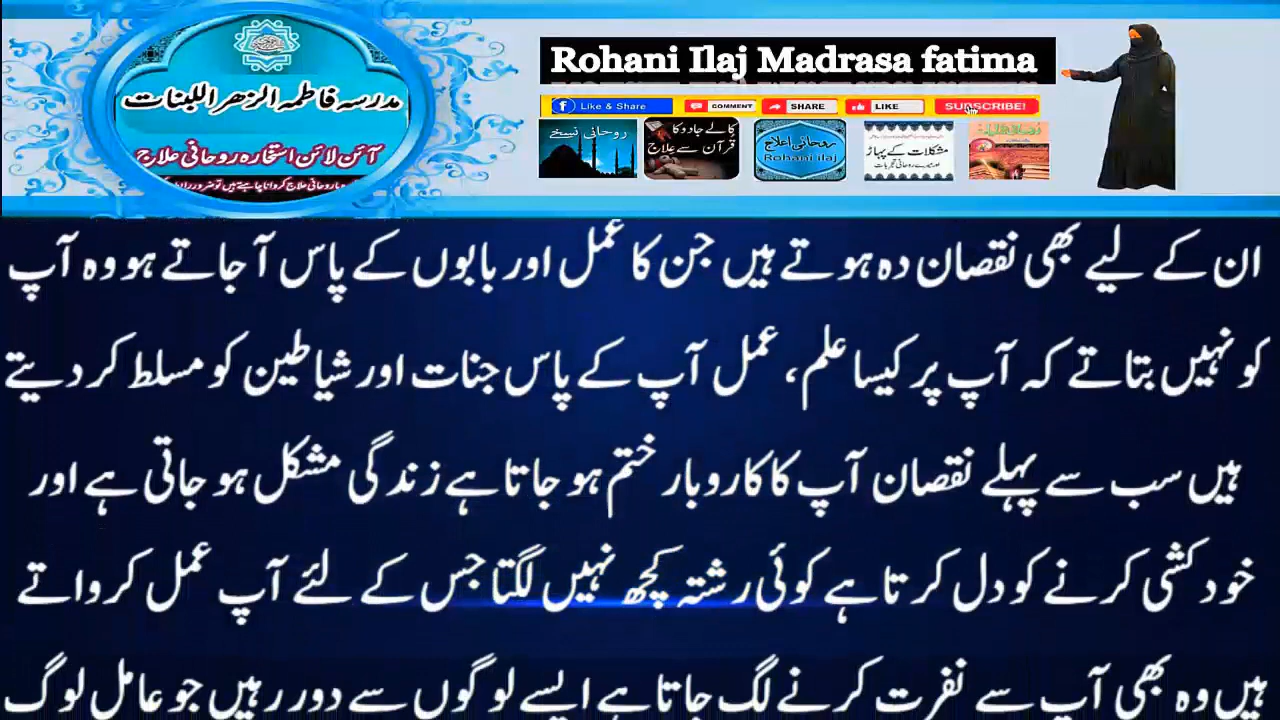 مدرسہ فاطمہ الزھرا للبنات
آئن لائن استخارہ روحانی علاج
Rohani Ilaj Madrasa fatima
Like & Share
COMMENT
SHARE
LIKE
SUBSCRIBE!
روحانی نسخے
کالے جادو کا
قرآن سے علاج
روحانی علاج
Rohani ilaj
مشکلات کے پہاڑ
ان کے لیے بھی نقصان دہ ہوتے ہیں جن کا عمل اور بابوں کے پاس آ جاتے ہو وہ آپ
کو نہیں بتاتے کہ آپ پر کیسا علم، عمل آپ کے پاس جنات اور شیاطین کو مسلط کر دیتے
ہیں سب سے پہلے نقصان آپ کا کاروبار ختم ہو جاتا ہے زندگی مشکل ہو جاتی ہے اور
خودکشی کرنے کو دل کرتا ہے کوئی رشتہ کچھ نہیں لگتا جس کے لئے آپ عمل کرواتے
ہیں وہ بھی آپ سے نفرت کرنے لگ جاتا ہے ایسے لوگوں سے دور رہیں جو عامل لوگ